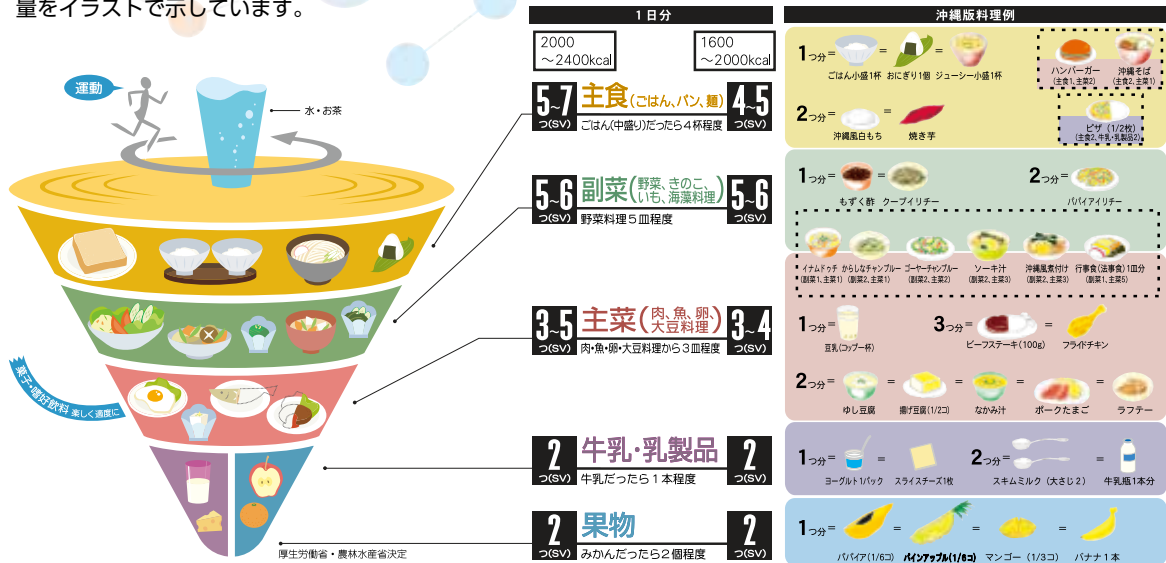 量をイラストで示しています。
運動
水・お茶
菓子・嗜好飲料 楽しく適度に
厚生労働省・農林水産省決定
1日分
2000
～2400kcal
1600
～2000kcal
5~7
つ(SV)
主食(ごはん、パン、麺)
ごはん(中盛り)だったら4杯程度
4~5
つ(SV)
5~6
つ(SV)
副菜(野菜、きのこ、
いも、海藻料理)
野菜料理5皿程度
5~6
つ(SV)
3~5
つ(SV)
主菜(肉、魚、卵、
大豆料理)
肉・魚・卵・大豆料理から3皿程度
3~4
つ(SV)
2
つ(SV)
牛乳・乳製品
牛乳だったら1本程度
2
つ(SV)
2
つ(SV)
果物
みかんだったら2個程度
2
つ(SV)
沖縄版料理例
1つ分= = =
ごはん小盛1杯 おにぎり1個 ジューシー小盛1杯
ハンバーガー
(主食1、主菜2)
沖縄そば
(主食2、主菜1)
2つ分= =
沖縄風白もち 焼き芋
ピザ (1/2枚)
(主食2、牛乳・乳製品2)
1つ分= =
もずく酢 クーブイリチー
2つ分=
パパイアイリチー
イナムドゥチ からしなチャンプルー ゴーヤーチャンプルー ソーキ汁 沖縄風煮付け 行事食(法事食)1皿分
(副菜1、主菜1) (副菜2、主菜1) (副菜2、主菜2) (副菜2、主菜3) (副菜2、主菜3) (副菜1、主菜5)
1つ分=
豆乳(コップ一杯)
3つ分= =
ビーフステーキ(100g) フライドチキン
2つ分= = = = =
ゆし豆腐 揚げ豆腐(1/2コ) なかみ汁 ポークたまご ラフテー
1つ分= =
ヨーグルト1パック スライスチーズ1枚
2つ分= =
スキムミルク (大さじ2) 牛乳瓶1本分
1つ分= = = =
パパイア(1/6コ) パインアップル(1/6コ) マンゴー (1/3コ) バナナ1本